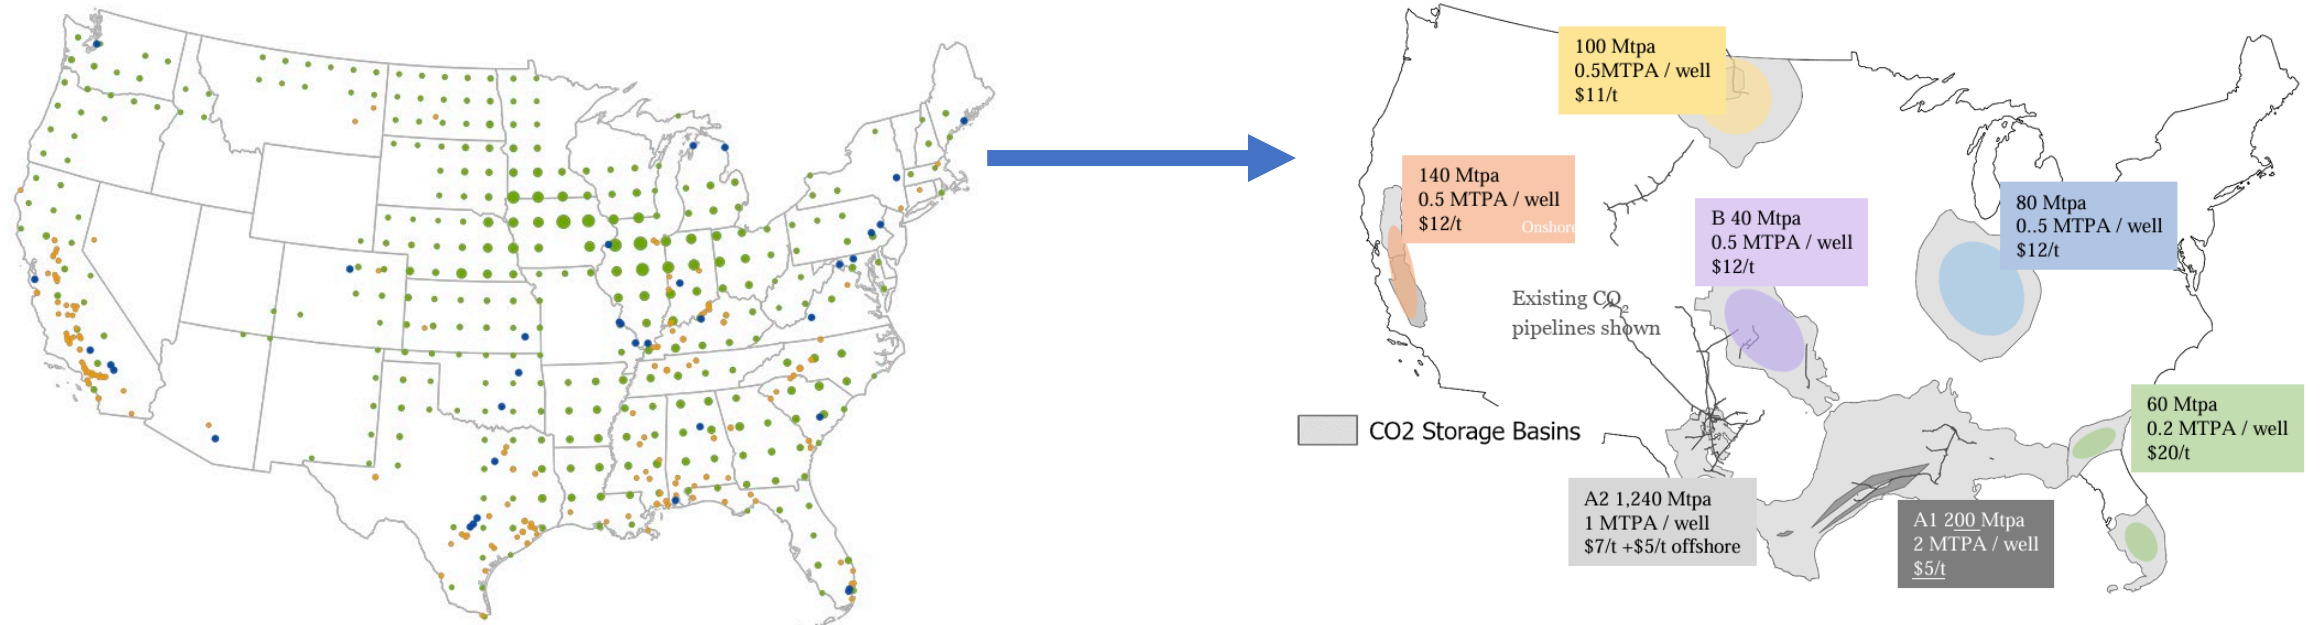 100 Mtpa
0.5MTPA / well
$11/t
140 Mtpa
0.5 MTPA / well
$12/t
Onshore
B 40 Mtpa
0.5 MTPA / well
$12/t
80 Mtpa
0..5 MTPA / well
$12/t
Existing CO2
pipelines shown
CO2 Storage Basins
60 Mtpa
0.2 MTPA / well
$20/t
A2 1,240 Mtpa
1 MTPA / well
$7/t +$5/t offshore
A1 200 Mtpa
2 MTPA / well
$5/t